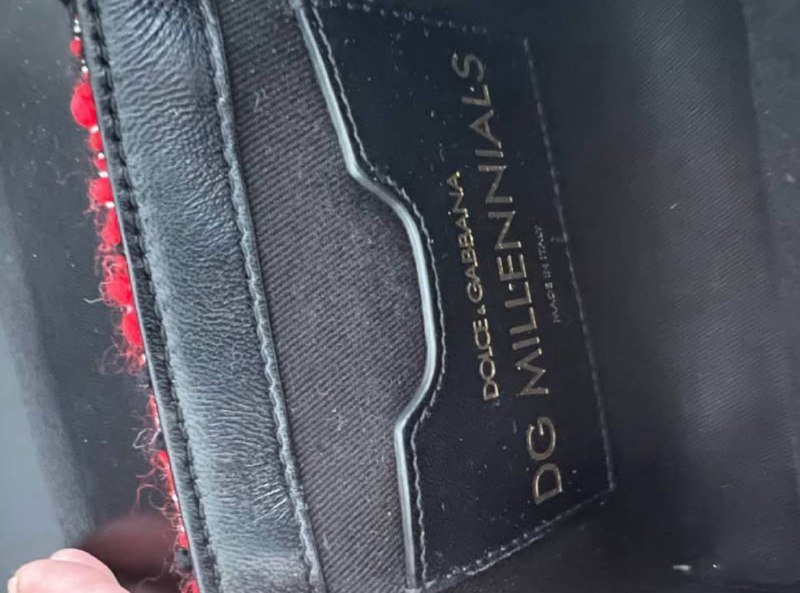 DOLCE & GABBANA
DG MILLENNIALS
MADE IN ITALY